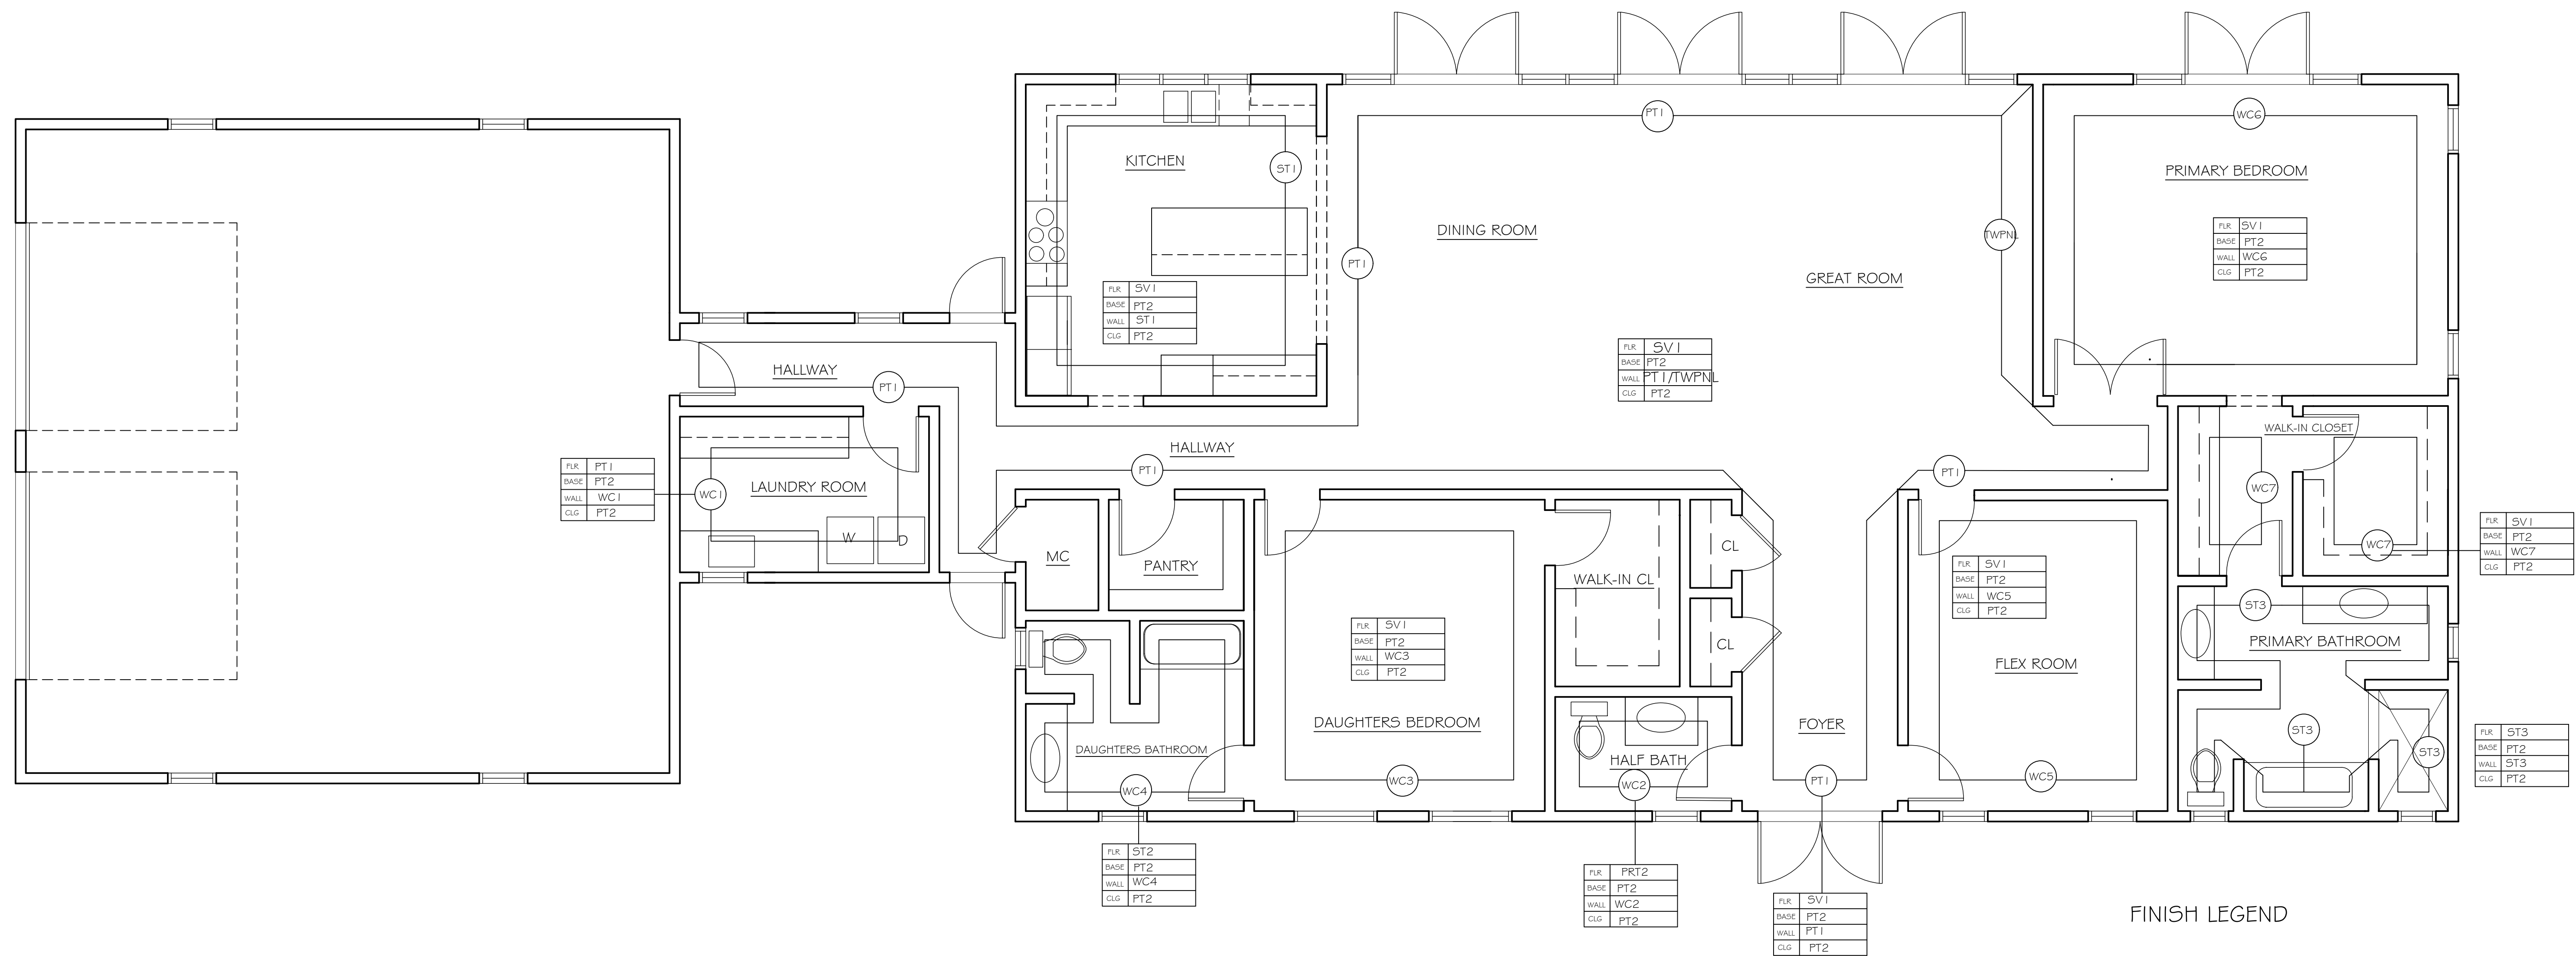 PT1
WC6
KITCHEN
ST1
PRIMARY BEDROOM
DINING ROOM
TWPNL
FLR SV1
BASE PT2
WALL WC6
CLG PT2
PT1
GREAT ROOM
FLR SV1
BASE PT2
WALL ST1
CLG PT2
FLR SV1
BASE PT2
WALL PT1/TWPNL
CLG PT2
HALLWAY
PT1
WALK-IN CLOSET
HALLWAY
PT1
PT1
FLR PT1
BASE PT2
WALL WC1
CLG PT2
WC1
LAUNDRY ROOM
WC7
W
D
MC
PANTRY
CL
WC7
FLR SV1
BASE PT2
WALL WC7
CLG PT2
WALK-IN CL
FLR SV1
BASE PT2
WALL WC5
CLG PT2
ST3
FLR SV1
BASE PT2
WALL WC3
CLG PT2
CL
PRIMARY BATHROOM
FLEX ROOM
DAUGHTERS BEDROOM
FOYER
ST3
DAUGHTERS BATHROOM
HALF BATH
ST3
FLR ST3
BASE PT2
WALL ST3
CLG PT2
WC4
WC3
WC2
PT1
WC5
FLR ST2
BASE PT2
WALL WC4
CLG PT2
FLR PRT2
BASE PT2
WALL WC2
CLG PT2
FLR SV1
BASE PT2
WALL PT1
CLG PT2
FINISH LEGEND